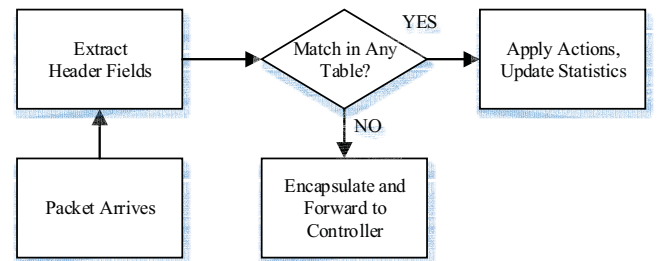 Extract
Header Fields
Match in Any
Table?
YES
Apply Actions,
Update Statistics
NO
Packet Arrives
Encapsulate and
Forward to
Controller